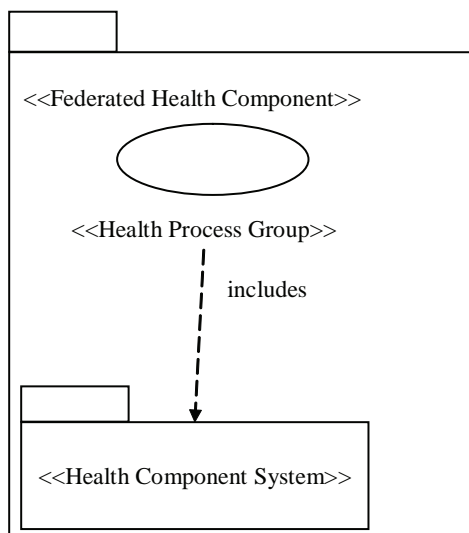 <<Federated Health Component>>
<<Health Process Group>>
includes
<<Health Component System>>